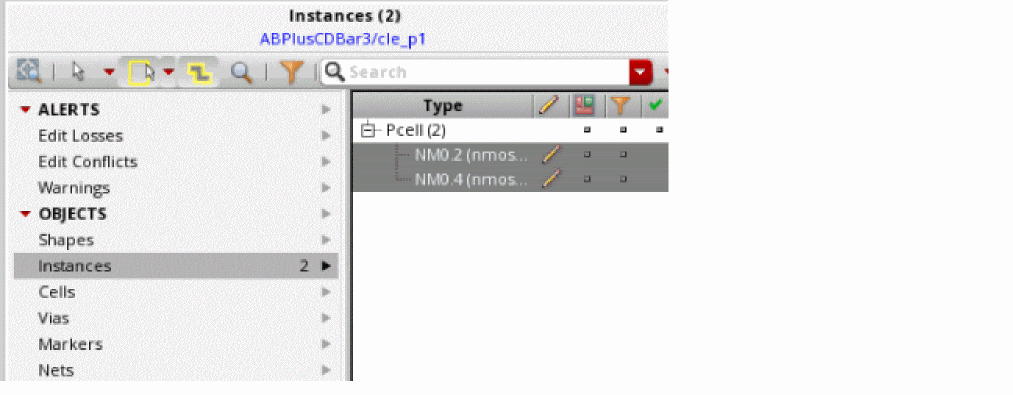 Instances (2)
ABPlusCDBar3/cle_p1
Search
ALERTS
Edit Losses
Edit Conflicts
Warnings
OBJECTS
Shapes
Instances 2
Cells
Vias
Markers
Nets
Type
Pcell (2)
NM0.2 (nmos...
NM0.4 (nmos...